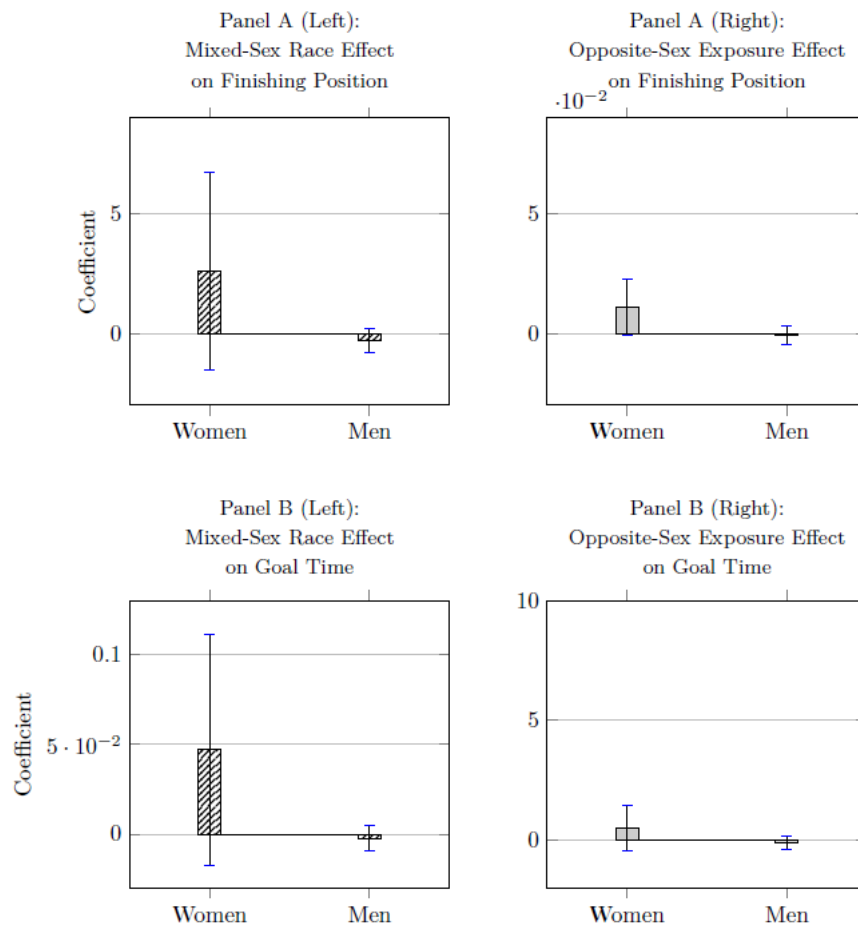 Panel A (Left):
Mixed-Sex Race Effect
on Finishing Position
Panel A (Right):
Opposite-Sex Exposure Effect
on Finishing Position
·10⁻²
Coefficient
5
0
Women
Men
5
0
Women
Men
Panel B (Left):
Mixed-Sex Race Effect
on Goal Time
Panel B (Right):
Opposite-Sex Exposure Effect
on Goal Time
Coefficient
0.1
5 · 10⁻²
0
Women
Men
10
5
0
Women
Men